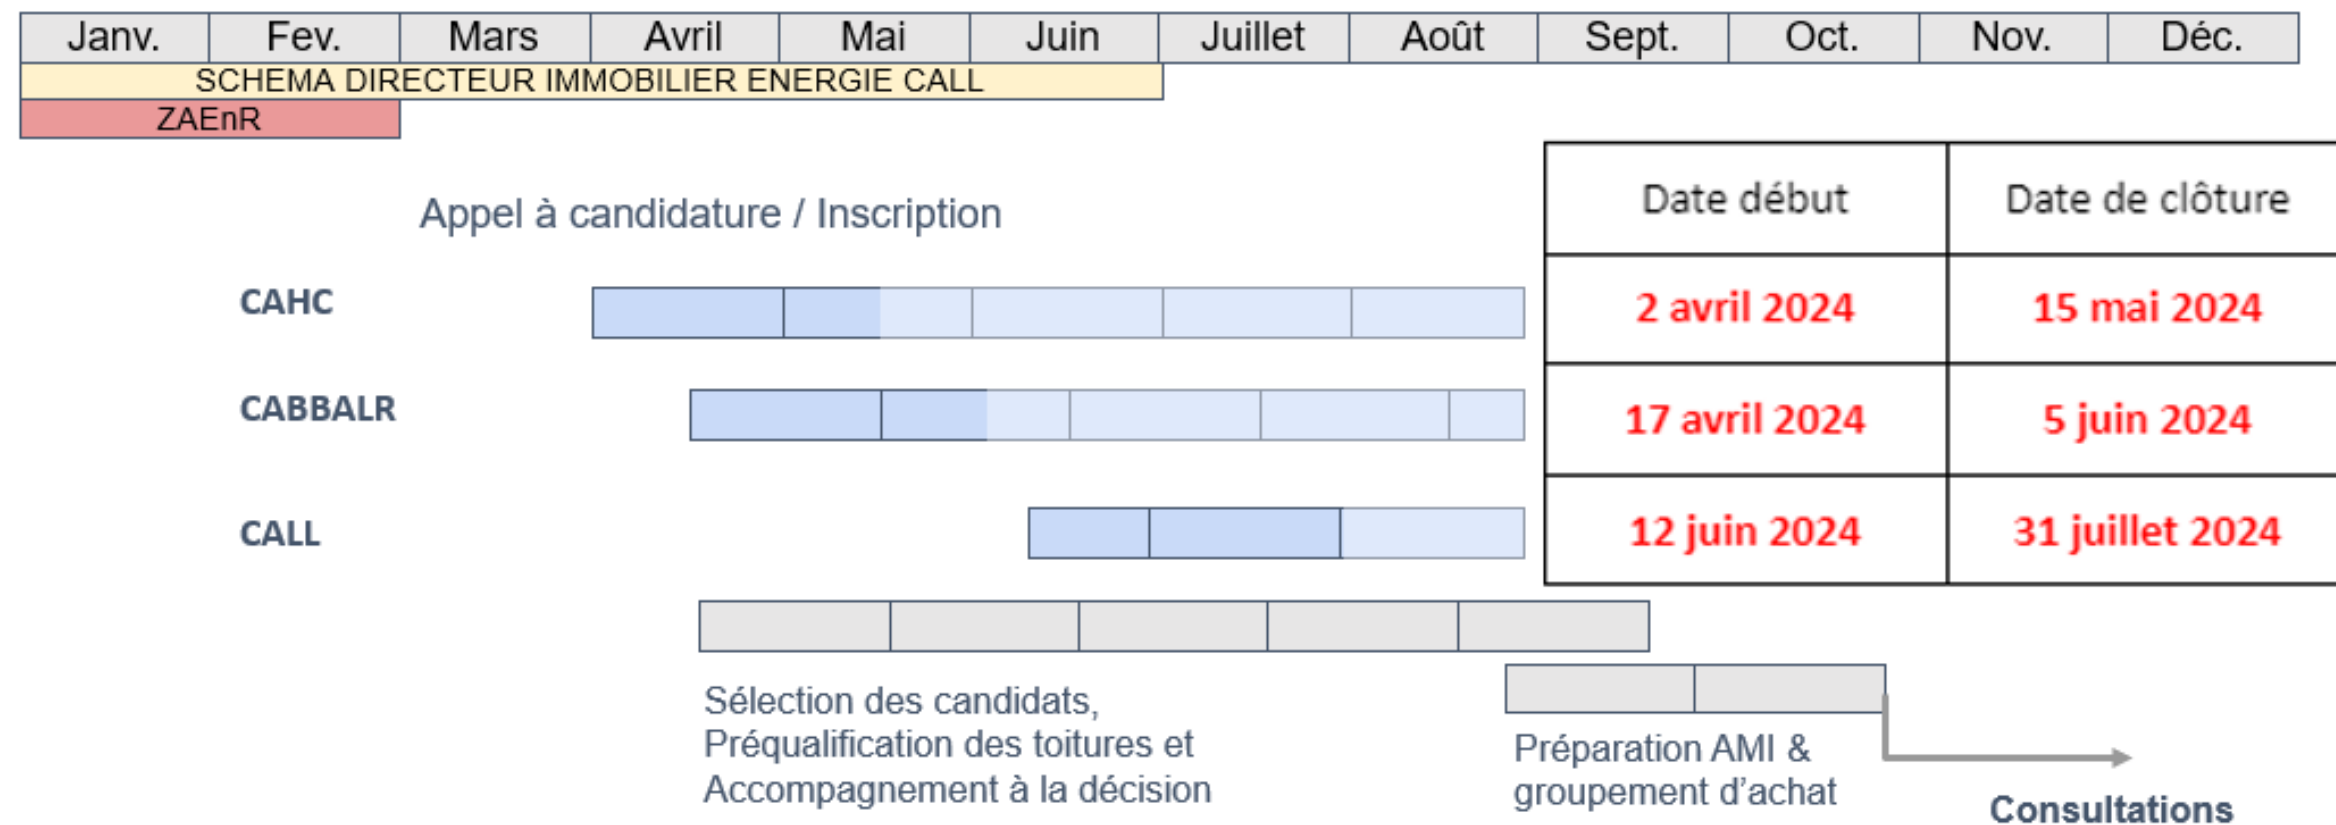 Janv. Fev. Mars Avril Mai Juin Juillet Août Sept. Oct. Nov. Déc.
SCHEMA DIRECTEUR IMMOBILIER ENERGIE CALL
ZAEnR
Appel à candidature / Inscription
Date début Date de clôture
CAHC 2 avril 2024 15 mai 2024
CABBALR 17 avril 2024 5 juin 2024
CALL 12 juin 2024 31 juillet 2024
Sélection des candidats,
Préqualification des toitures et
Accompagnement à la décision
Préparation AMI &
groupement d'achat
Consultations